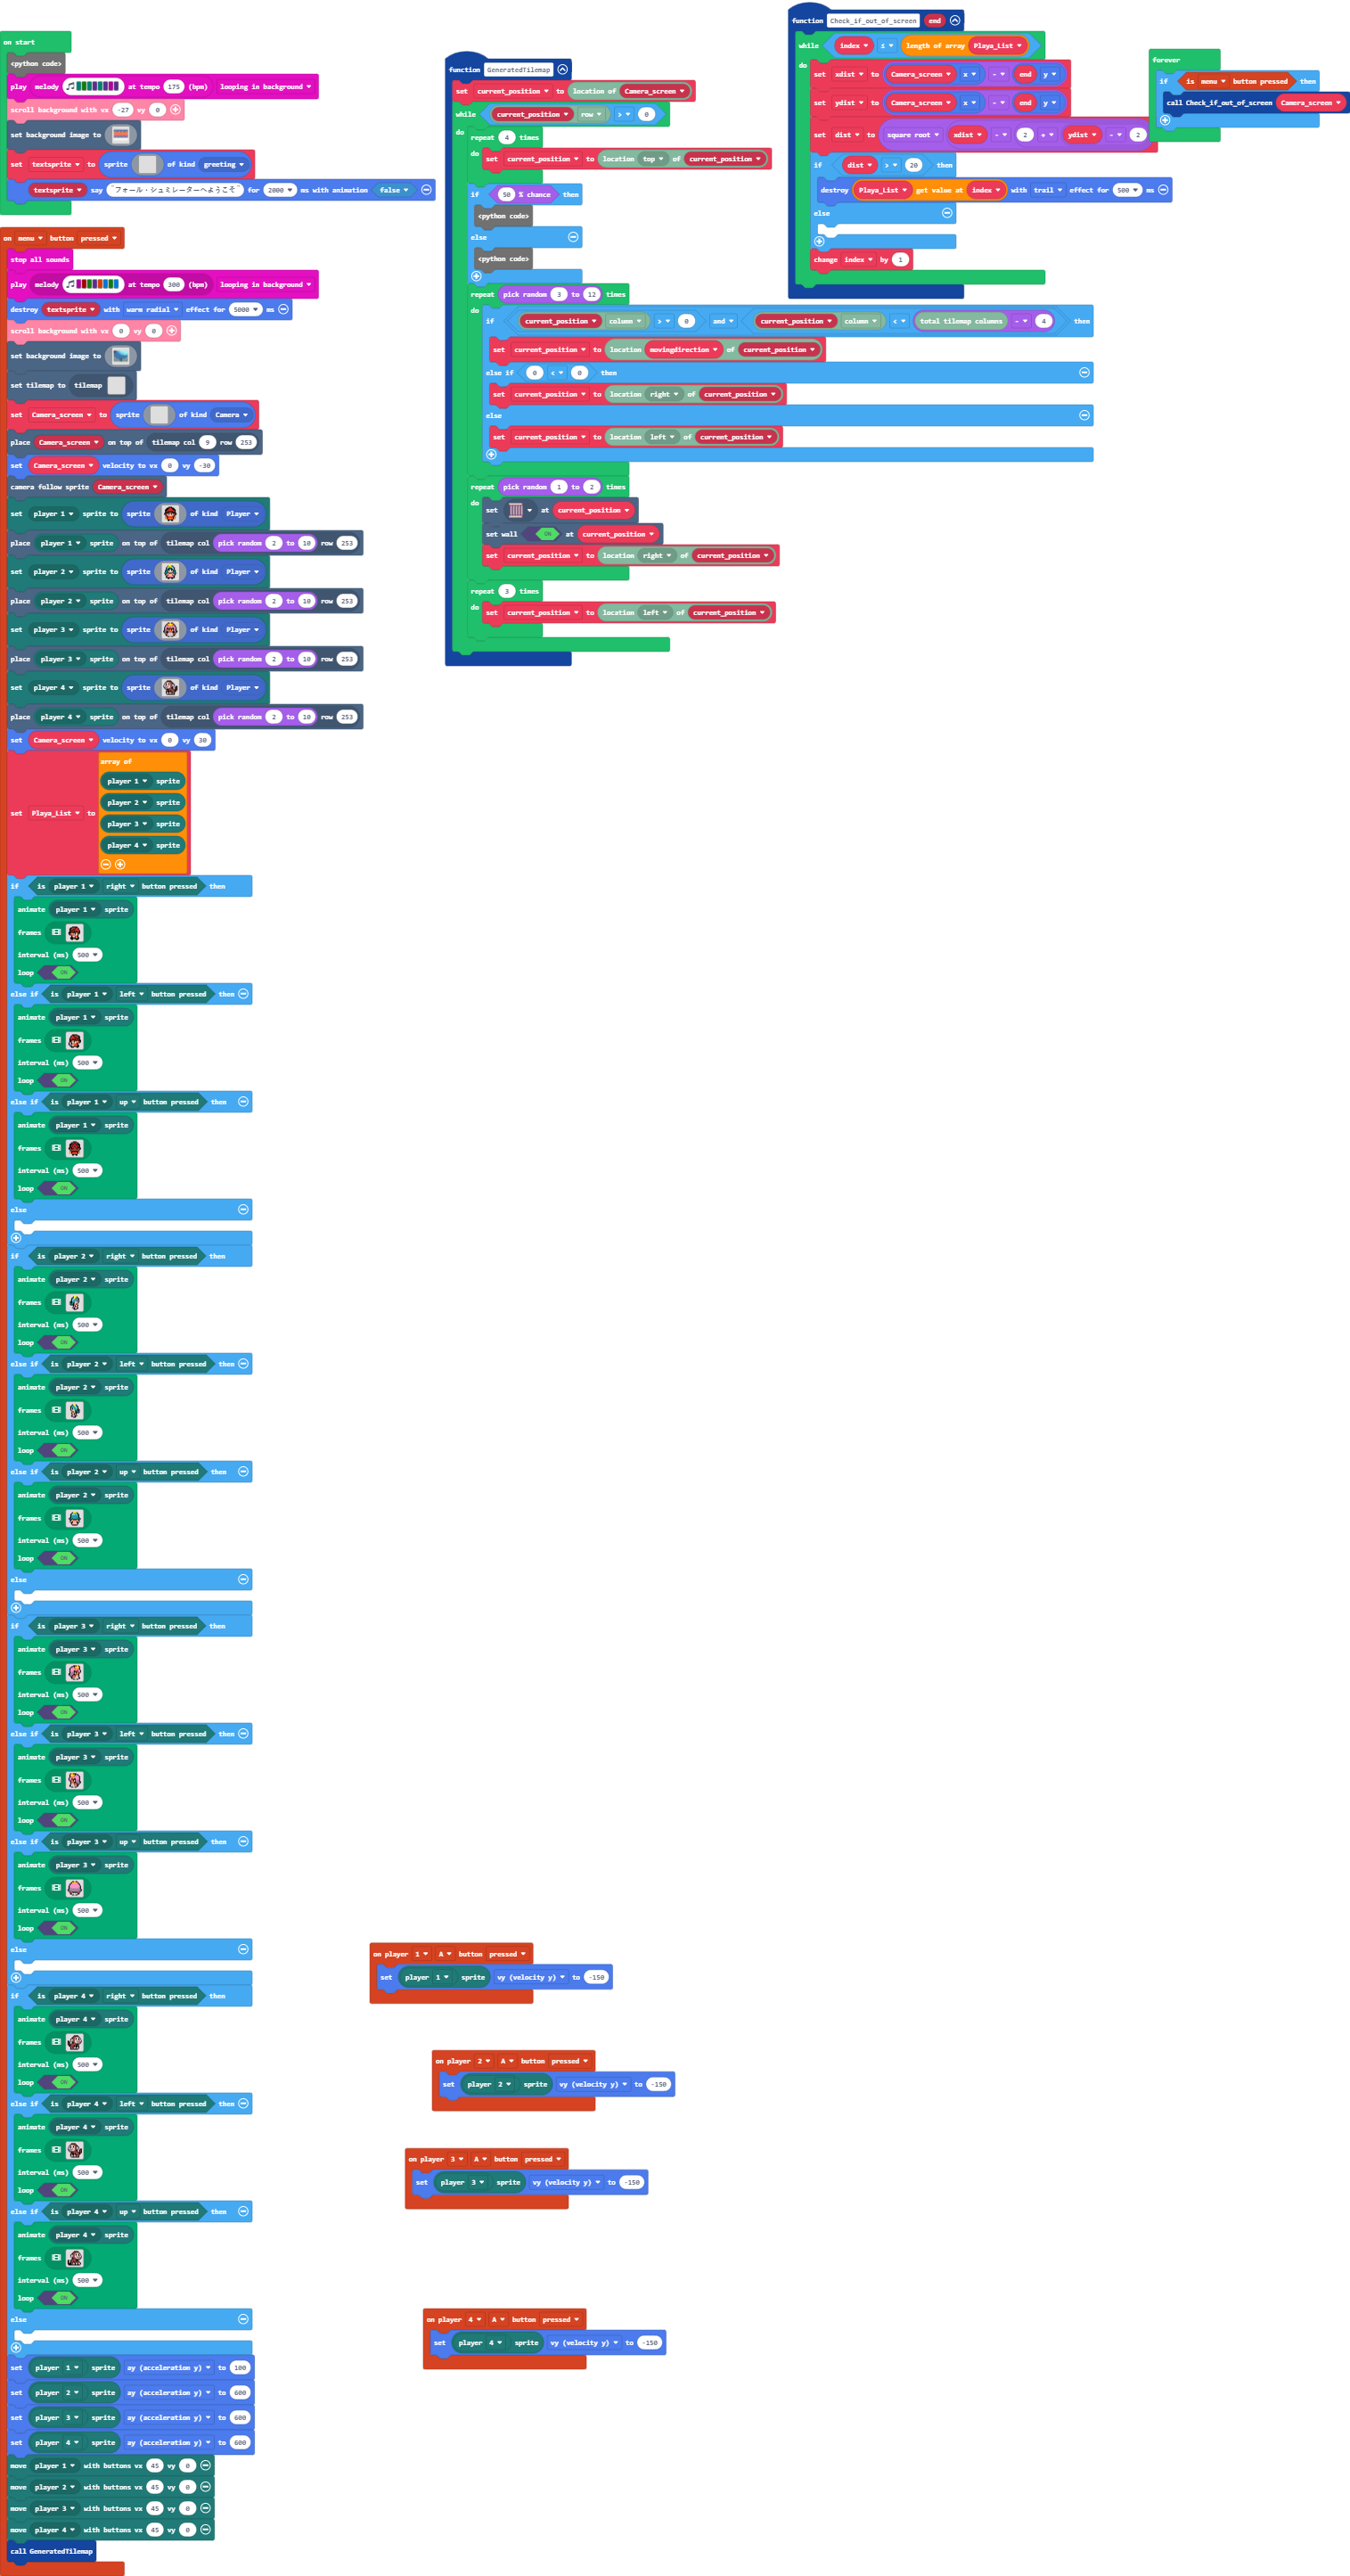 on start
<python code>
play melody at tempo 175 (bpm) looping in background
scroll background with vx -27 vy 0
set background image to
set textsprite to sprite of kind greeting
textsprite say "フォール・シュミレーターへようこそ" for 2000 ms with animation false
on menu button pressed
stop all sounds
play melody at tempo 300 (bpm) looping in background
destroy textsprite with warm radial effect for 5000 ms
scroll background with vx 0 vy 0
set background image to
set tilemap to tilemap
set Camera_screen to sprite of kind Camera
place Camera_screen on top of tilemap col 9 row 253
set Camera_screen velocity to vx 0 vy -30
camera follow sprite Camera_screen
set player 1 sprite to sprite of kind Player
place player 1 sprite on top of tilemap col pick random 2 to 10 row 253
set player 2 sprite to sprite of kind Player
place player 2 sprite on top of tilemap col pick random 2 to 10 row 253
set player 3 sprite to sprite of kind Player
place player 3 sprite on top of tilemap col pick random 2 to 10 row 253
set player 4 sprite to sprite of kind Player
place player 4 sprite on top of tilemap col pick random 2 to 10 row 253
set Camera_screen velocity to vx 0 vy 30
set Playa_List to array of
player 1 sprite
player 2 sprite
player 3 sprite
player 4 sprite
if is player 1 right button pressed then
animate player 1 sprite
frames
interval (ms) 500
loop ON
else if is player 1 left button pressed then
animate player 1 sprite
frames
interval (ms) 500
loop ON
else if is player 1 up button pressed then
animate player 1 sprite
frames
interval (ms) 500
loop ON
else
if is player 2 right button pressed then
animate player 2 sprite
frames
interval (ms) 500
loop ON
else if is player 2 left button pressed then
animate player 2 sprite
frames
interval (ms) 500
loop ON
else if is player 2 up button pressed then
animate player 2 sprite
frames
interval (ms) 500
loop ON
else
if is player 3 right button pressed then
animate player 3 sprite
frames
interval (ms) 500
loop ON
else if is player 3 left button pressed then
animate player 3 sprite
frames
interval (ms) 500
loop ON
else if is player 3 up button pressed then
animate player 3 sprite
frames
interval (ms) 500
loop ON
else
if is player 4 right button pressed then
animate player 4 sprite
frames
interval (ms) 500
loop ON
else if is player 4 left button pressed then
animate player 4 sprite
frames
interval (ms) 500
loop ON
else if is player 4 up button pressed then
animate player 4 sprite
frames
interval (ms) 500
loop ON
else
set player 1 sprite ay (acceleration y) to 100
set player 2 sprite ay (acceleration y) to 600
set player 3 sprite ay (acceleration y) to 600
set player 4 sprite ay (acceleration y) to 600
move player 1 with buttons vx 45 vy 0
move player 2 with buttons vx 45 vy 0
move player 3 with buttons vx 45 vy 0
move player 4 with buttons vx 45 vy 0
call GeneratedTilemap
function GeneratedTilemap
set current_position to location of Camera_screen
while current_position row > 0
do repeat 4 times
do set current_position to location top of current_position
if 50 % chance then
<python code>
else
<python code>
repeat pick random 3 to 12 times
do if current_position column > 0 and current_position column < total tilemap columns - 4 then
set current_position to location movingdirection of current_position
else if 0 < 0 then
set current_position to location right of current_position
else
set current_position to location left of current_position
repeat pick random 1 to 2 times
do set at current_position
set wall ON at current_position
set current_position to location right of current_position
repeat 3 times
do set current_position to location left of current_position
function Check_if_out_of_screen end
while index ≤ length of array Playa_List
do set xdist to Camera_screen x - end y
set ydist to Camera_screen x - end y
set dist to square root xdist - 2 + ydist - 2
if dist > 20 then
destroy Playa_List get value at index with trail effect for 500 ms
else
change index by 1
forever
if is menu button pressed then
call Check_if_out_of_screen Camera_screen
on player 1 A button pressed
set player 1 sprite vy (velocity y) to -150
on player 2 A button pressed
set player 2 sprite vy (velocity y) to -150
on player 3 A button pressed
set player 3 sprite vy (velocity y) to -150
on player 4 A button pressed
set player 4 sprite vy (velocity y) to -150